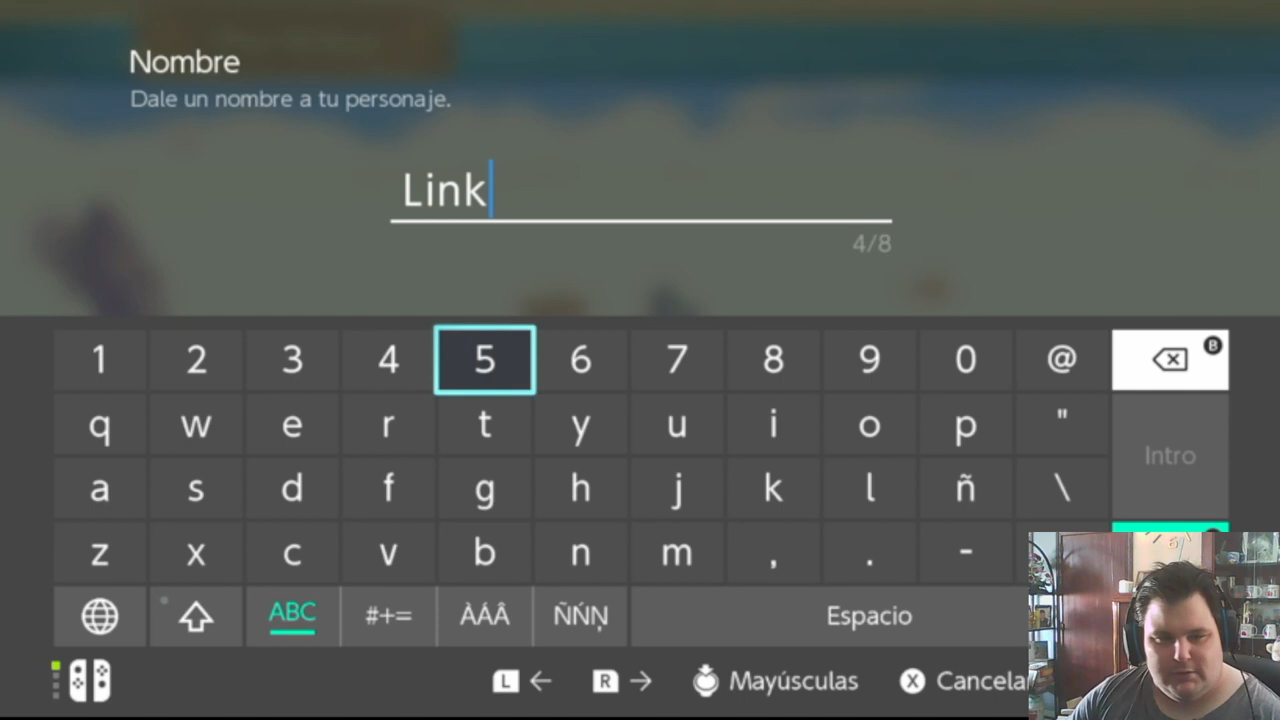 Nombre
Dale un nombre a tu personaje.
Link
4/8
1 2 3 4 5 6 7 8 9 0 @ B
q w e r t y u i o p "
Intro
a s d f g h j k l ñ \
z x c v b n m , . -
ABC #+= ÀÁÂ ÑŃŅ Espacio
L ← R → Mayúsculas X Cancela